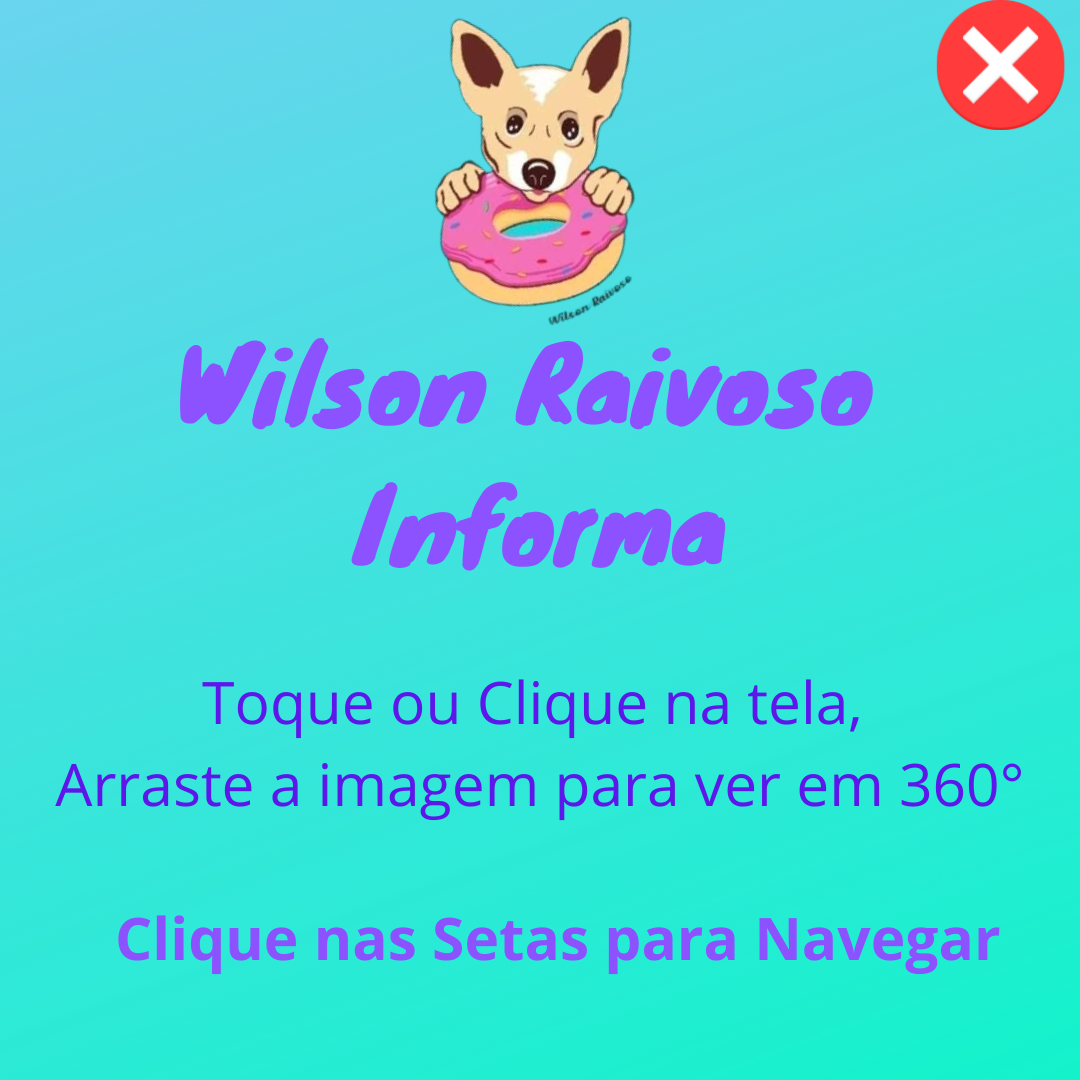 Wilson Raivoso
Wilson Raivoso
Informa
Toque ou Clique na tela,
Arraste a imagem para ver em 360°
Clique nas Setas para Navegar